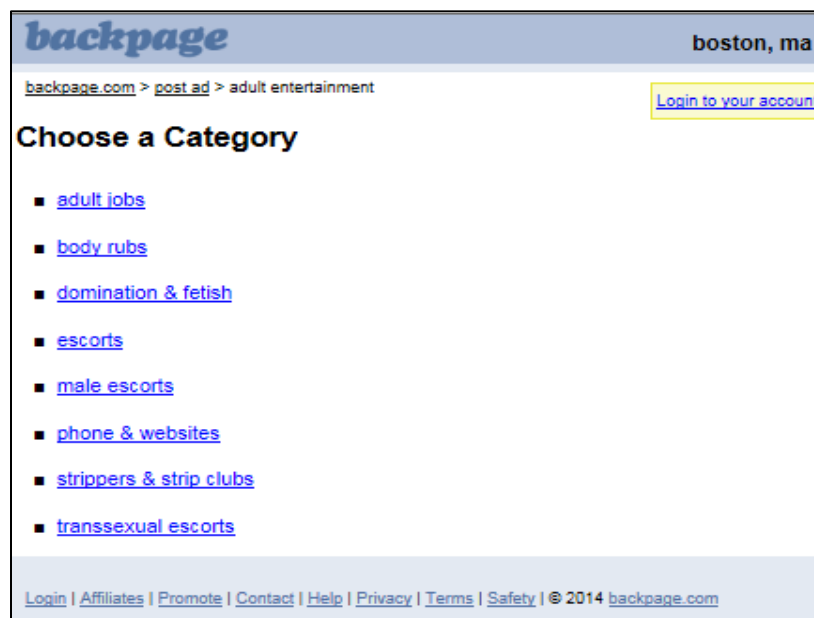 backpage
boston, ma
backpage.com > post ad > adult entertainment
Login to your account
Choose a Category
adult jobs
body rubs
domination & fetish
escorts
male escorts
phone & websites
strippers & strip clubs
transsexual escorts
Login | Affiliates | Promote | Contact | Help | Privacy | Terms | Safety | © 2014 backpage.com